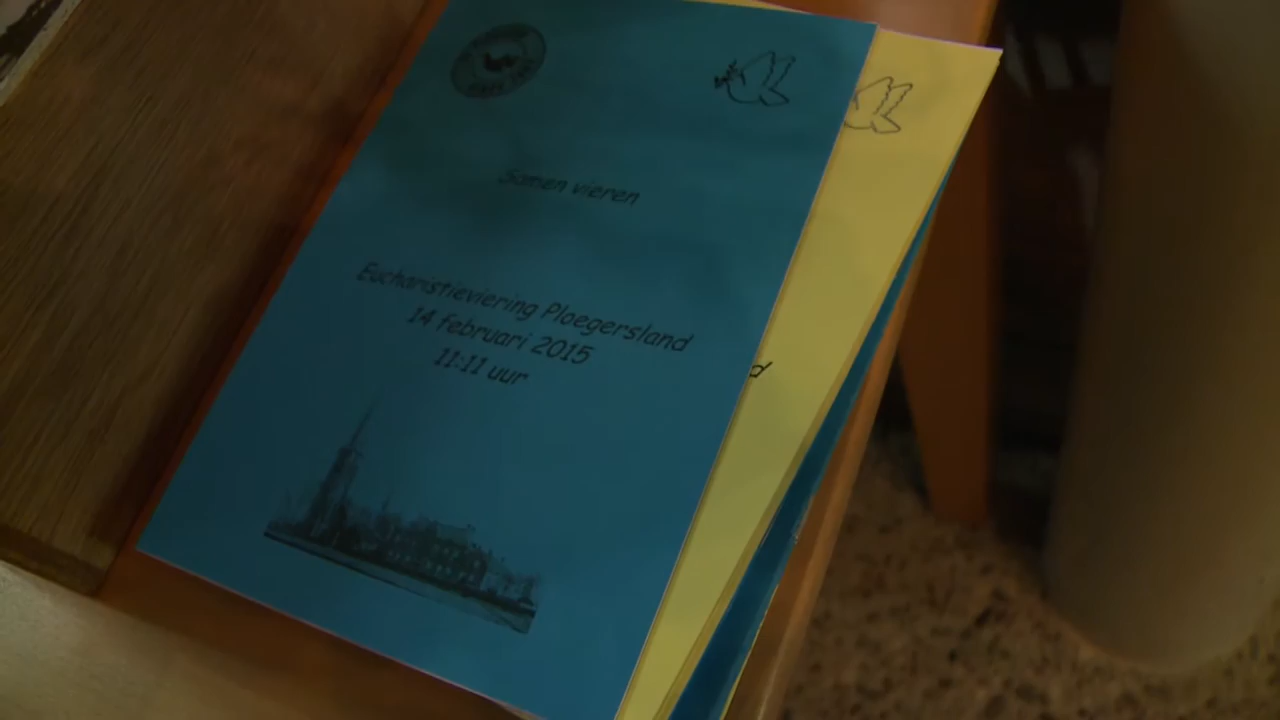 Samen vieren
Eucharistieviering Ploegersland
14 februari 2015
11:11 uur
d